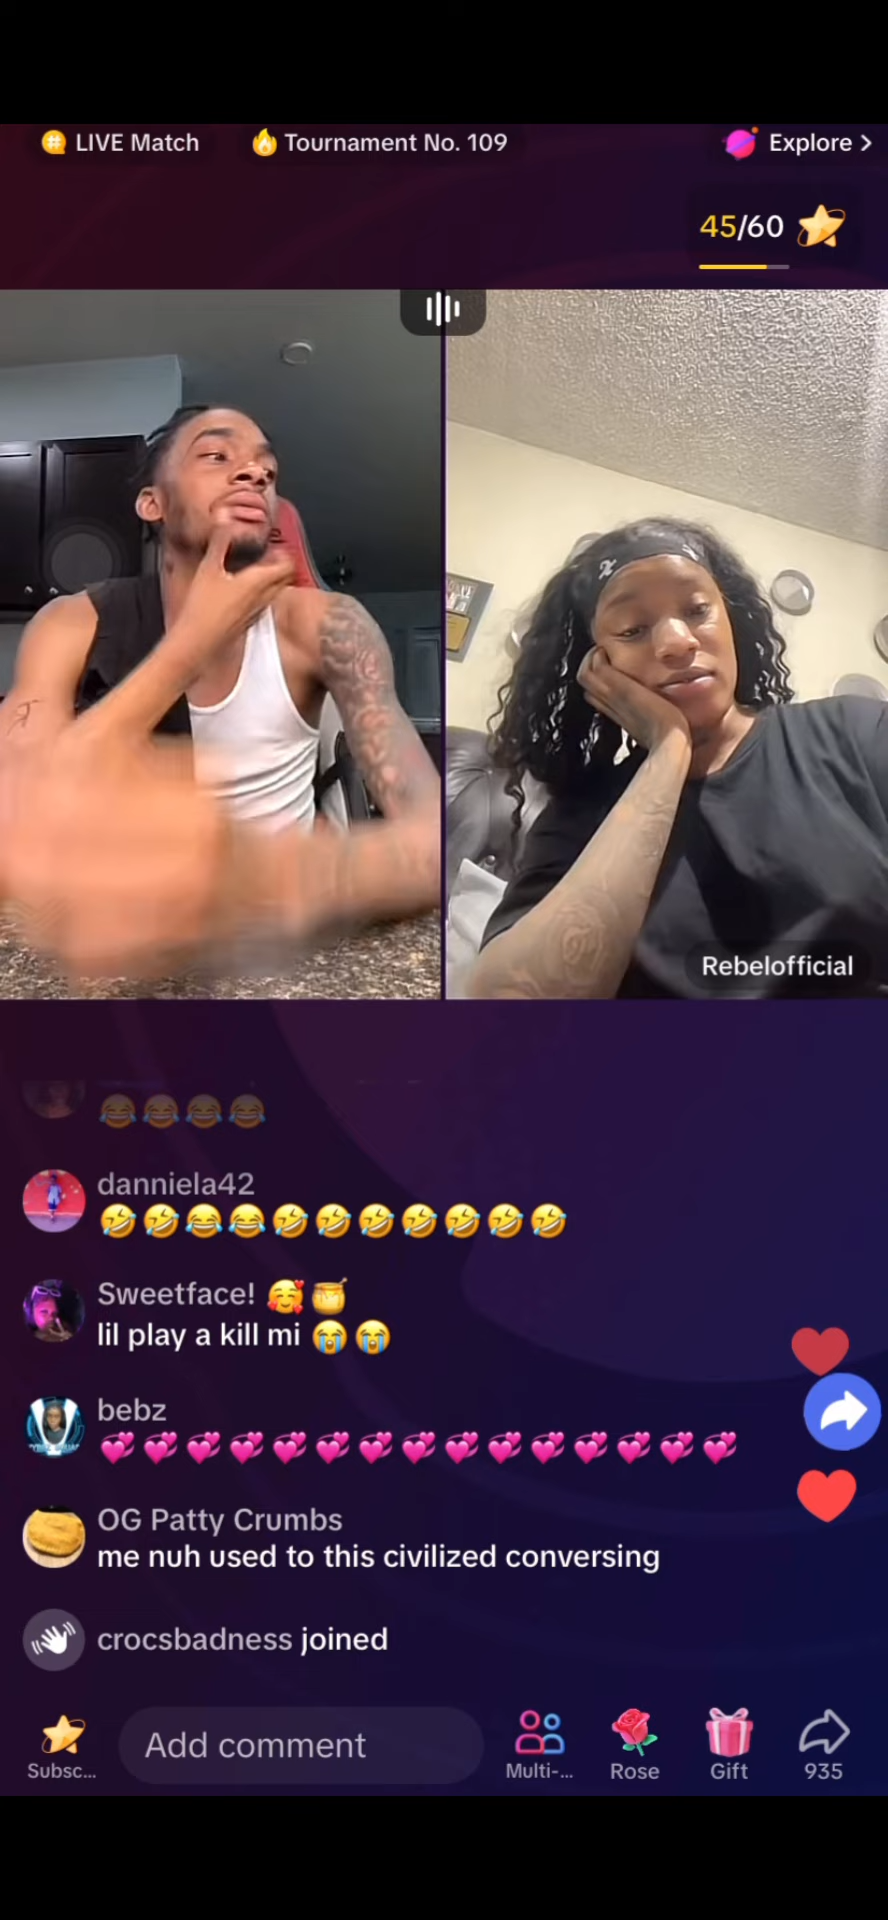 LIVE Match
Tournament No. 109
Explore >
45/60
Rebelofficial
😂😂😂😂
danniela42
🤣🤣😂😂🤣🤣🤣🤣🤣🤣🤣
Sweetface! 🥰🍯
lil play a kill mi 😭😭
bebz
💞💞💞💞💞💞💞💞💞💞💞💞💞💞💞
OG Patty Crumbs
me nuh used to this civilized conversing
crocsbadness joined
Subsc...
Add comment
Multi-...
Rose
Gift
935